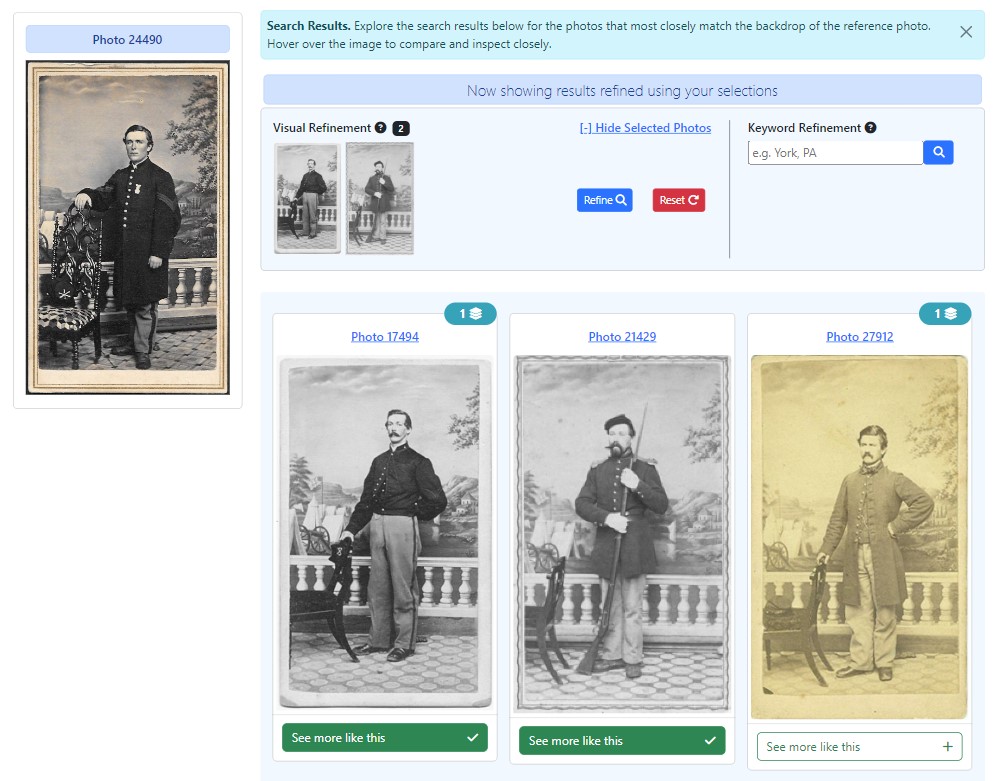 Photo 24490
Search Results. Explore the search results below for the photos that most closely match the backdrop of the reference photo.
Hover over the image to compare and inspect closely.
Now showing results refined using your selections
Visual Refinement ? 2
[-] Hide Selected Photos
Refine
Reset
Keyword Refinement ?
e.g. York, PA
1
Photo 17494
See more like this
Photo 21429
See more like this
1
Photo 27912
See more like this +